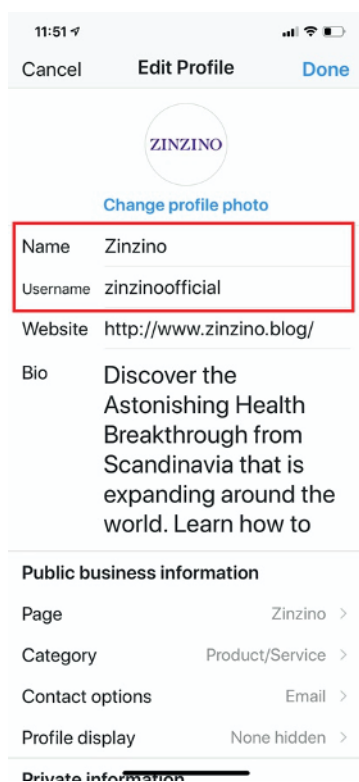 11:51
Cancel Edit Profile Done
ZINZINO
Change profile photo
Name Zinzino
Username zinzinoofficial
Website http://www.zinzino.blog/
Bio Discover the
Astonishing Health
Breakthrough from
Scandinavia that is
expanding around the
world. Learn how to
Public business information
Page Zinzino >
Category Product/Service >
Contact options Email >
Profile display None hidden >
Private information